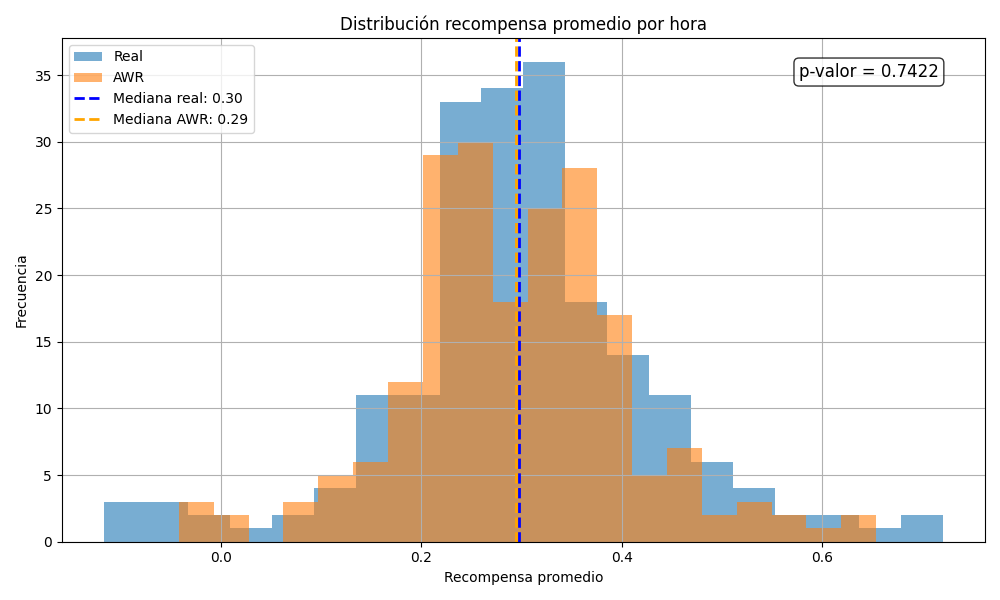 Distribución recompensa promedio por hora
Real
AWR
Mediana real: 0.30
Mediana AWR: 0.29
p-valor = 0.7422
Frecuencia
35
30
25
20
15
10
5
0
0.0 0.2 0.4 0.6
Recompensa promedio